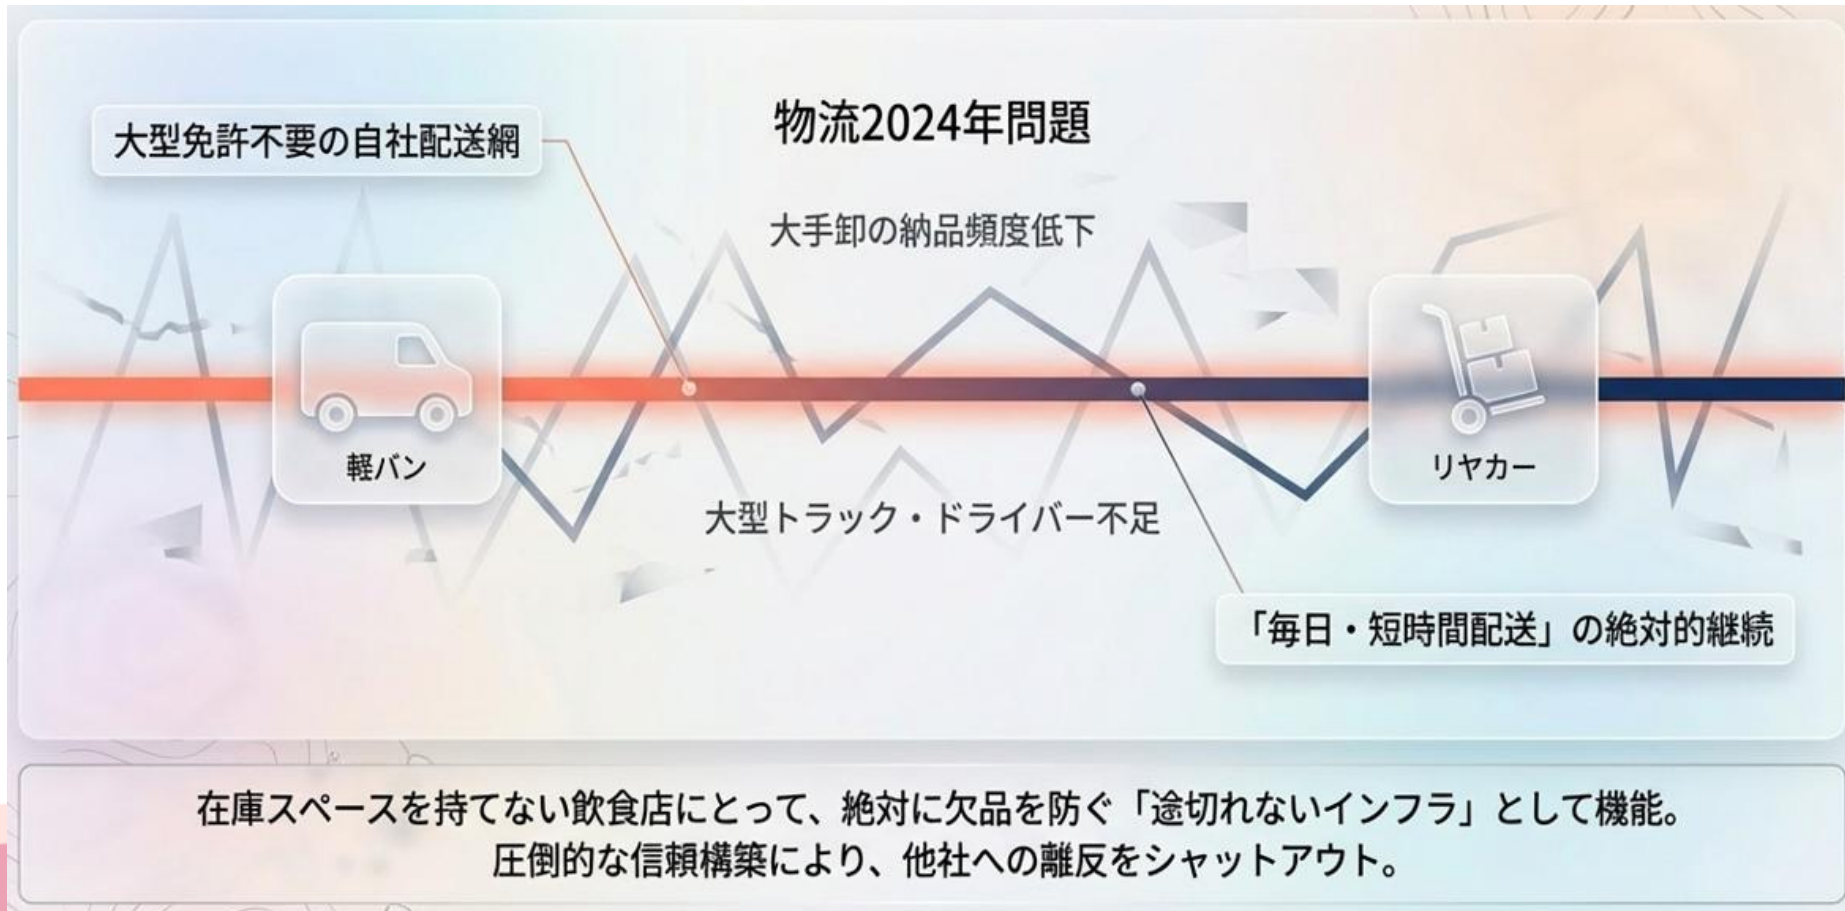 物流2024年問題
大型免許不要の自社配送網
大手卸の納品頻度低下
軽バン
リヤカー
大型トラック・ドライバー不足
「毎日・短時間配送」の絶対的継続
在庫スペースを持てない飲食店にとって、絶対に欠品を防ぐ「途切れないインフラ」として機能。
圧倒的な信頼構築により、他社への離反をシャットアウト。